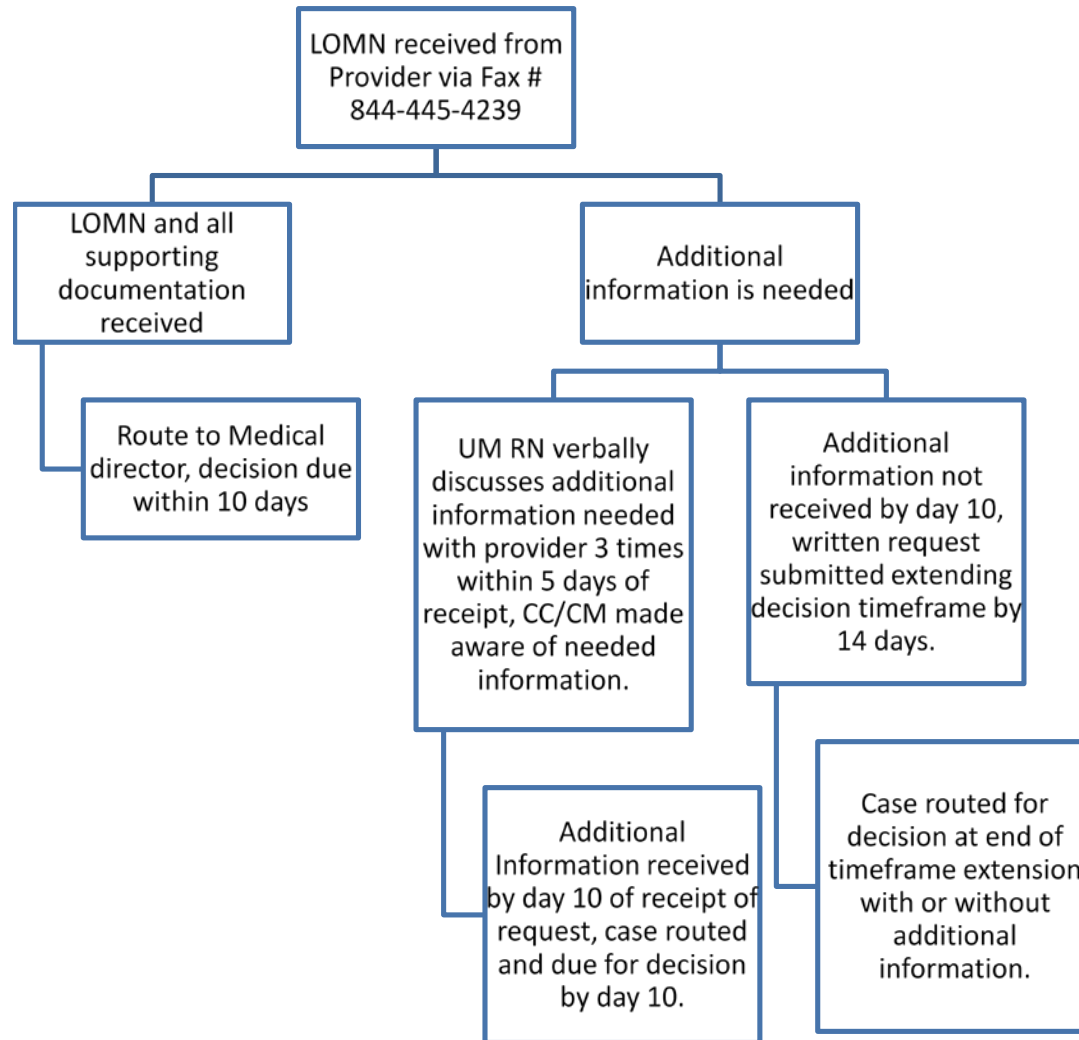 LOMN received from
Provider via Fax #
844-445-4239
LOMN and all
supporting
documentation
received
Additional
information is needed
Route to Medical
director, decision due
within 10 days
UM RN verbally
discusses additional
information needed
with provider 3 times
within 5 days of
receipt, CC/CM made
aware of needed
information.
Additional
information not
received by day 10,
written request
submitted extending
decision timeframe by
14 days.
Additional
Information received
by day 10 of receipt of
request, case routed
and due for decision
by day 10.
Case routed for
decision at end of
timeframe extension
with or without
additional
information.